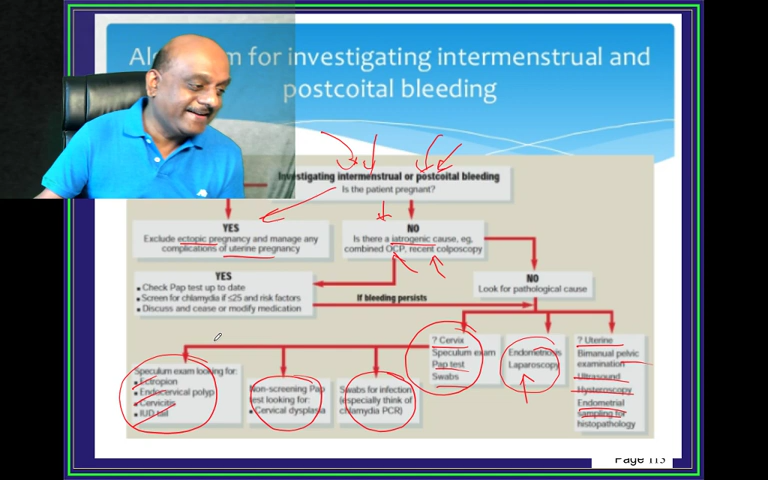 for investigating intermenstrual and
postcoital bleeding
Investigating intermenstrual or postcoital bleeding
Is the patient pregnant?
YES
Exclude ectopic pregnancy and manage any
complications of uterine pregnancy
NO
Is there a iatrogenic cause, eg,
combined OCP, recent colposcopy
YES
• Check Pap test up to date
• Screen for chlamydia if ≤25 and risk factors
• Discuss and cease or modify medication
If bleeding persists
NO
Look for pathological cause
? Cervix
Speculum exam
Pap test
Swabs
Endometriosis
Laparoscopy
? Uterine
Bimanual pelvic
examination
Ultrasound
Hysteroscopy
Endometrial
sampling for
histopathology
Speculum exam looking for:
• Ectropion
• Endocervical polyp
• Cervicitis
• IUD tail
Non-screening Pap
test looking for:
• Cervical dysplasia
Swabs for infection
(especially think of
chlamydia PCR)
Page 113